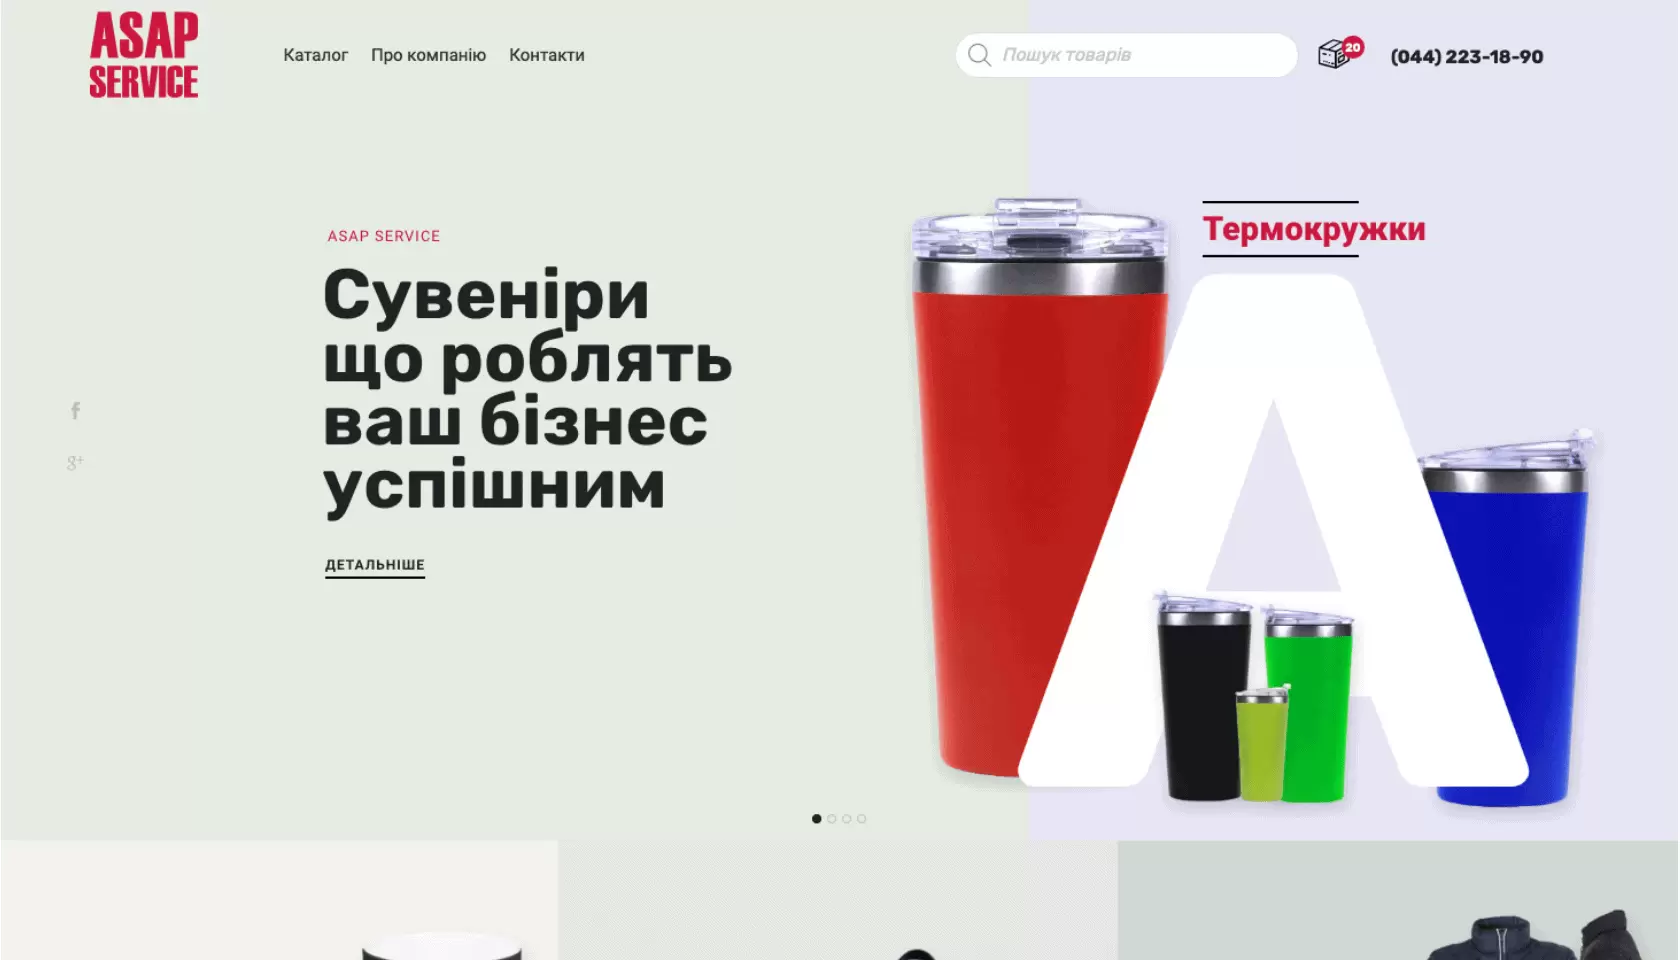 ASAP
SERVICE
Каталог
Про компанію
Контакти
Пошук товарів
20
(044) 223-18-90
ASAP SERVICE
Сувеніри
що роблять
ваш бізнес
успішним
ДЕТАЛЬНІШЕ
Термокружки
А
f
g+